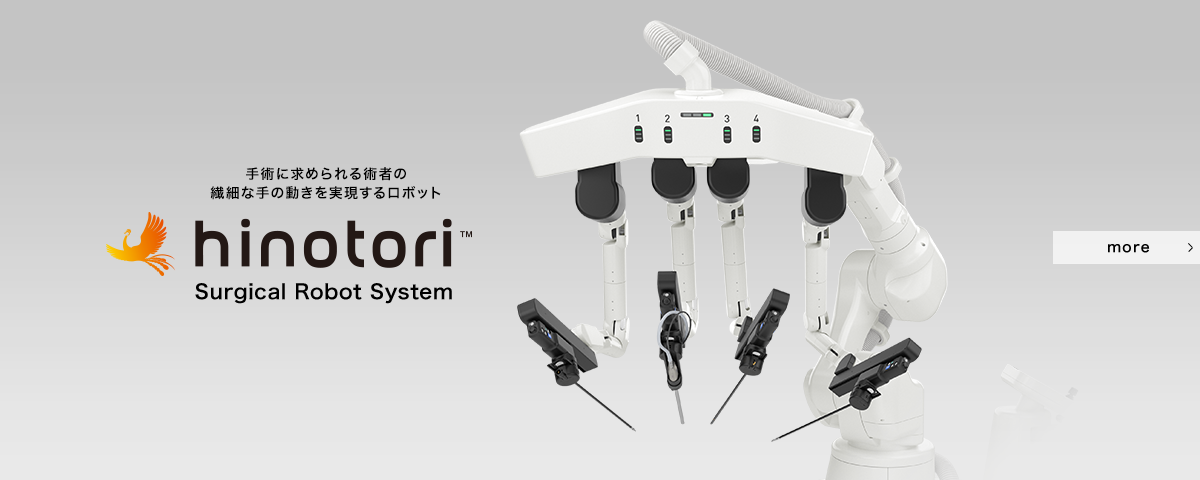 手術に求められる術者の
繊細な手の動きを実現するロボット
hinotori™
Surgical Robot System
1 2 3 4
more